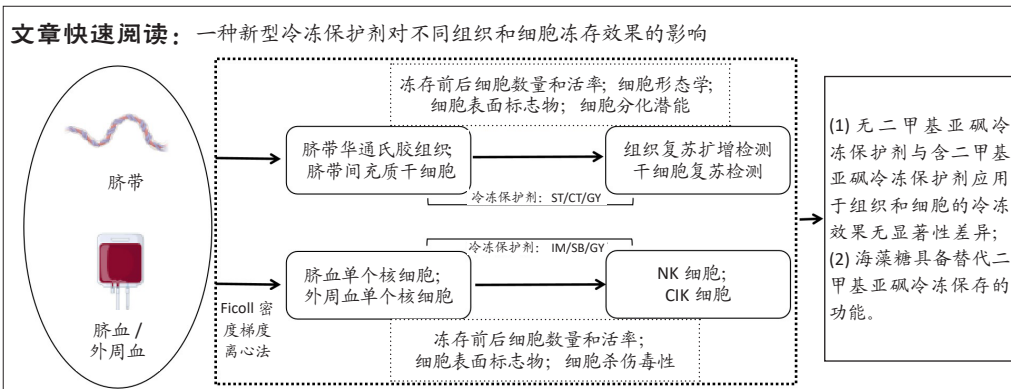 文章快速阅读：一种新型冷冻保护剂对不同组织和细胞冻存效果的影响
脐带
脐血 /
外周血
Ficoll 密
度梯度
离心法
冻存前后细胞数量和活率；细胞形态学；
细胞表面标志物；细胞分化潜能
脐带华通氏胶组织；
脐带间充质干细胞
组织复苏扩增检测
干细胞复苏检测
冷冻保护剂：ST/CT/GY
冷冻保护剂：IM/SB/GY
脐血单个核细胞；
外周血单个核细胞
NK 细胞；
CIK 细胞
冻存前后细胞数量和活率；
细胞表面标志物；细胞杀伤毒性
(1) 无二甲基亚砜冷
冻保护剂与含二甲基
亚砜冷冻保护剂应用
于组织和细胞的冷冻
效果无显著性差异；
(2) 海藻糖具备替代二
甲基亚砜冷冻保存的
功能。